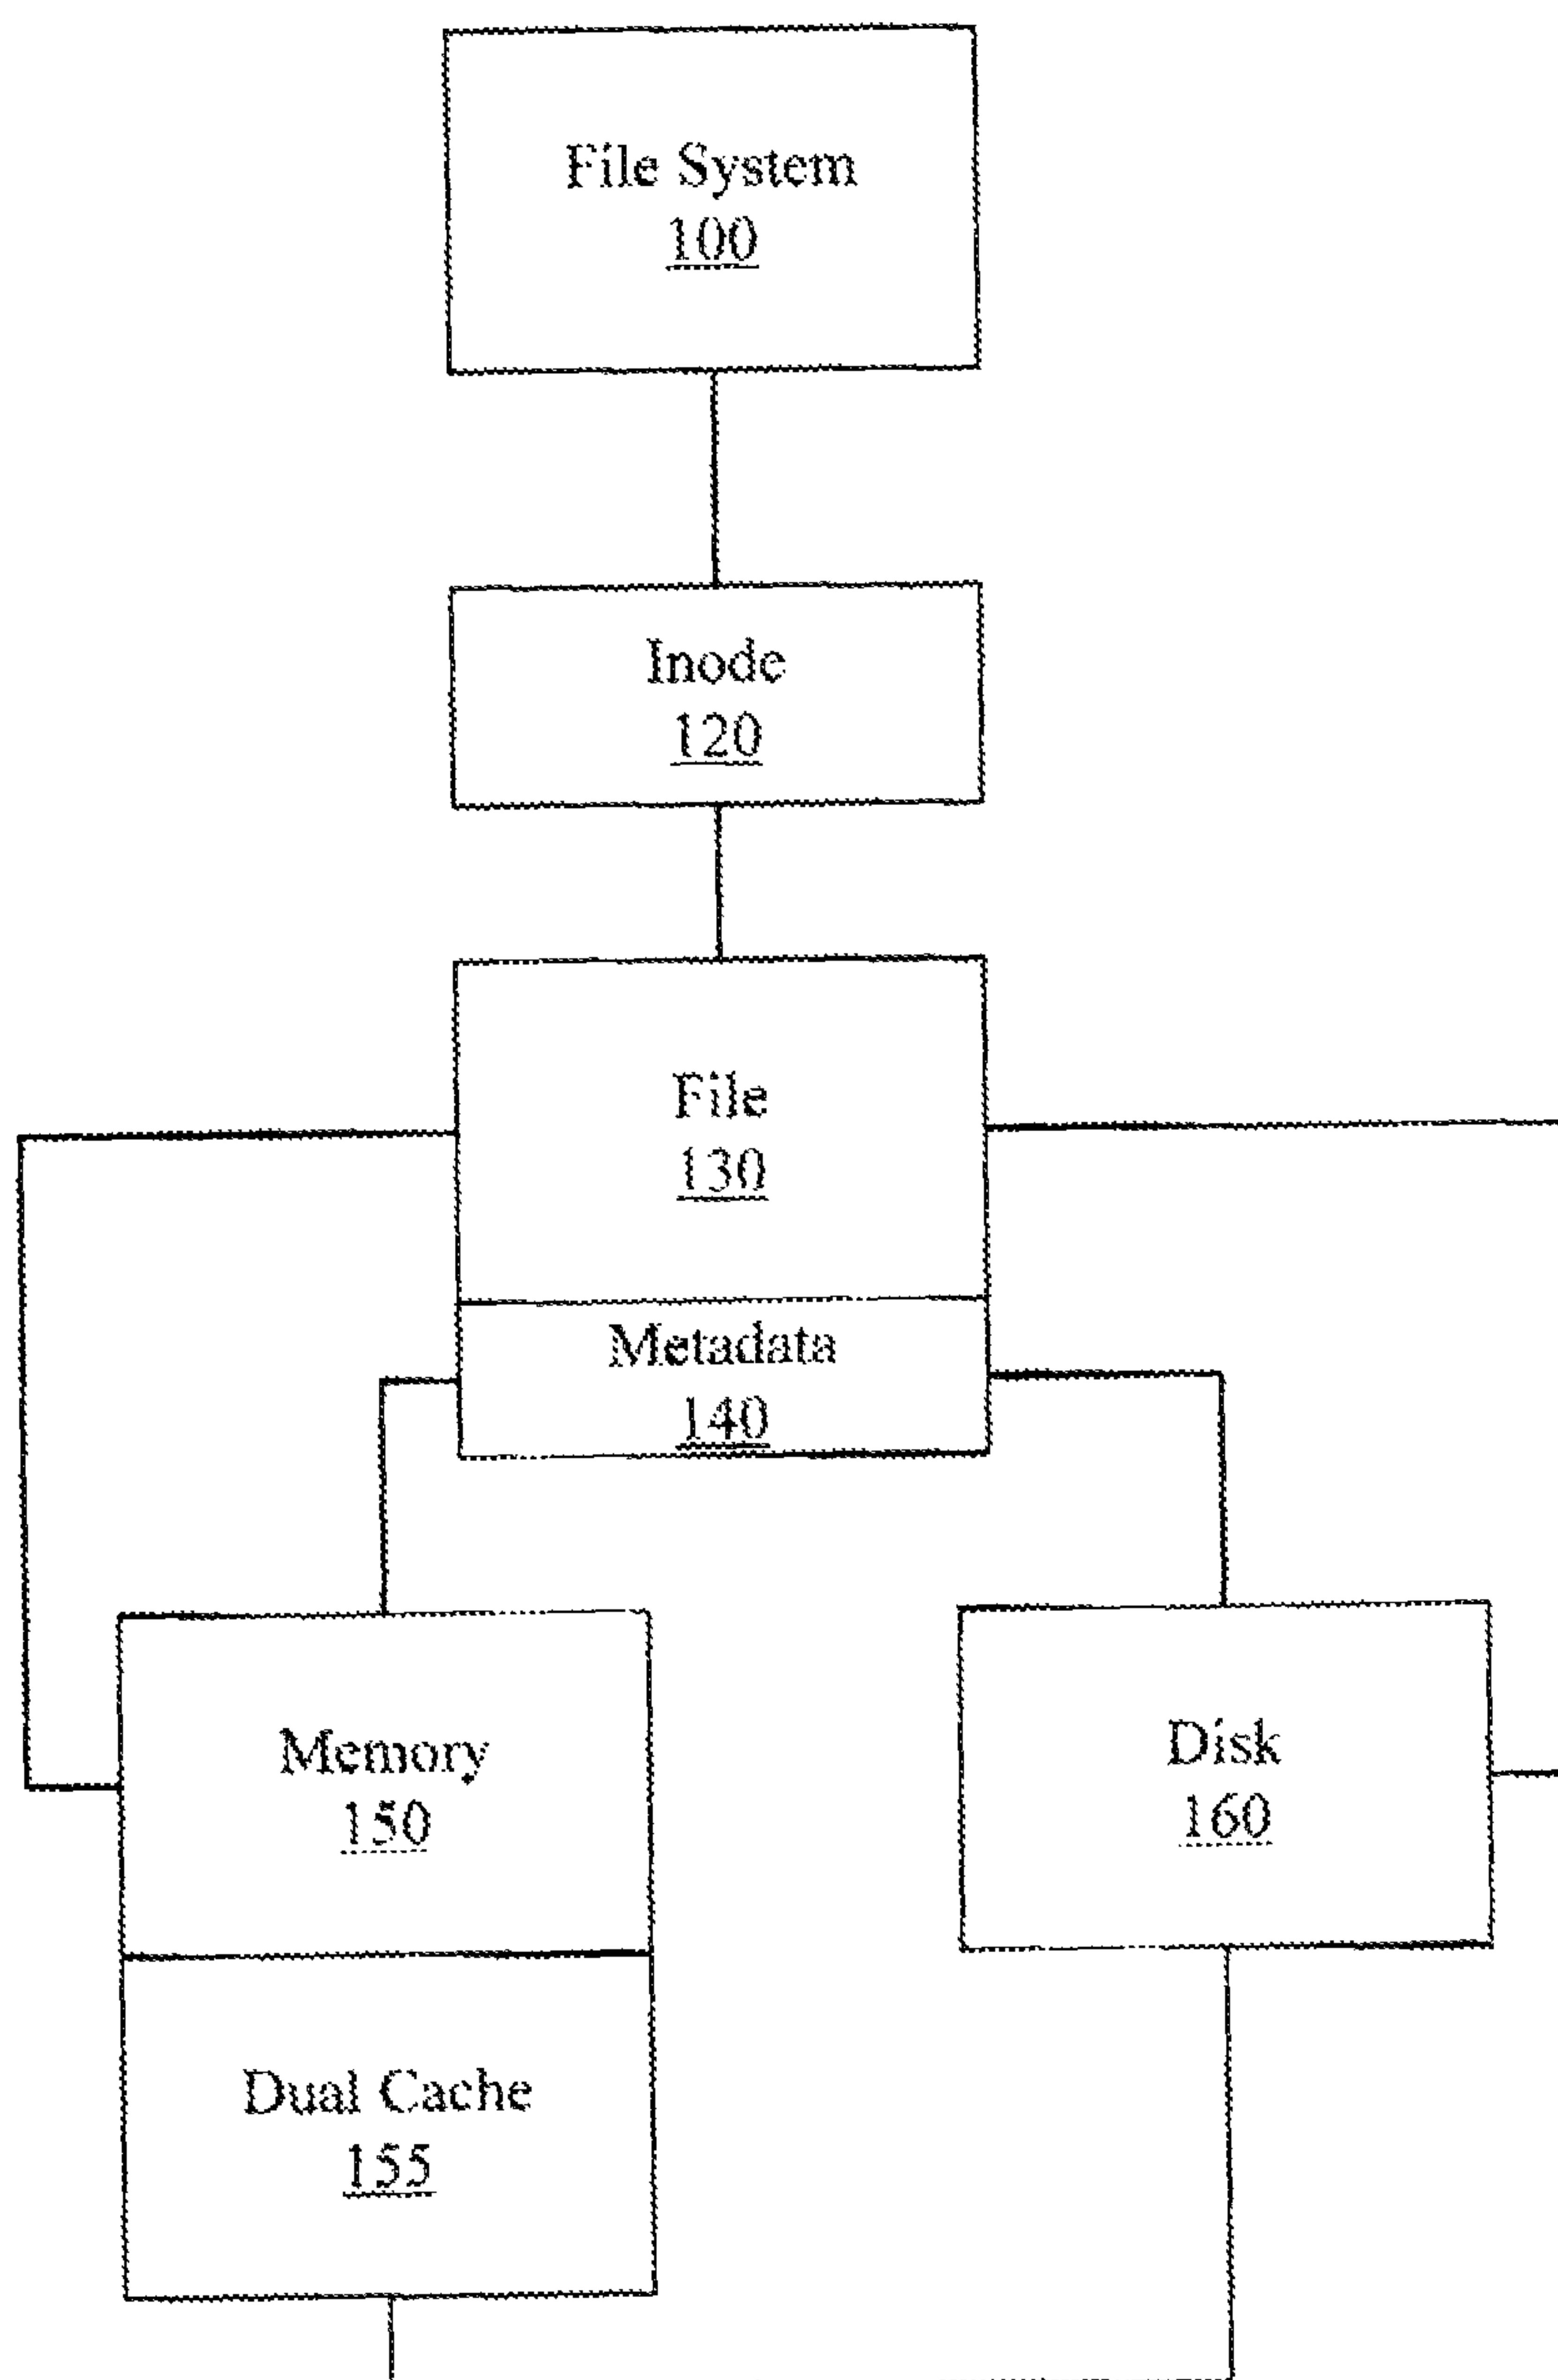 File System
100
Inode
120
File
130
Metadata
140
Memory
150
Disk
160
Dual Cache
155